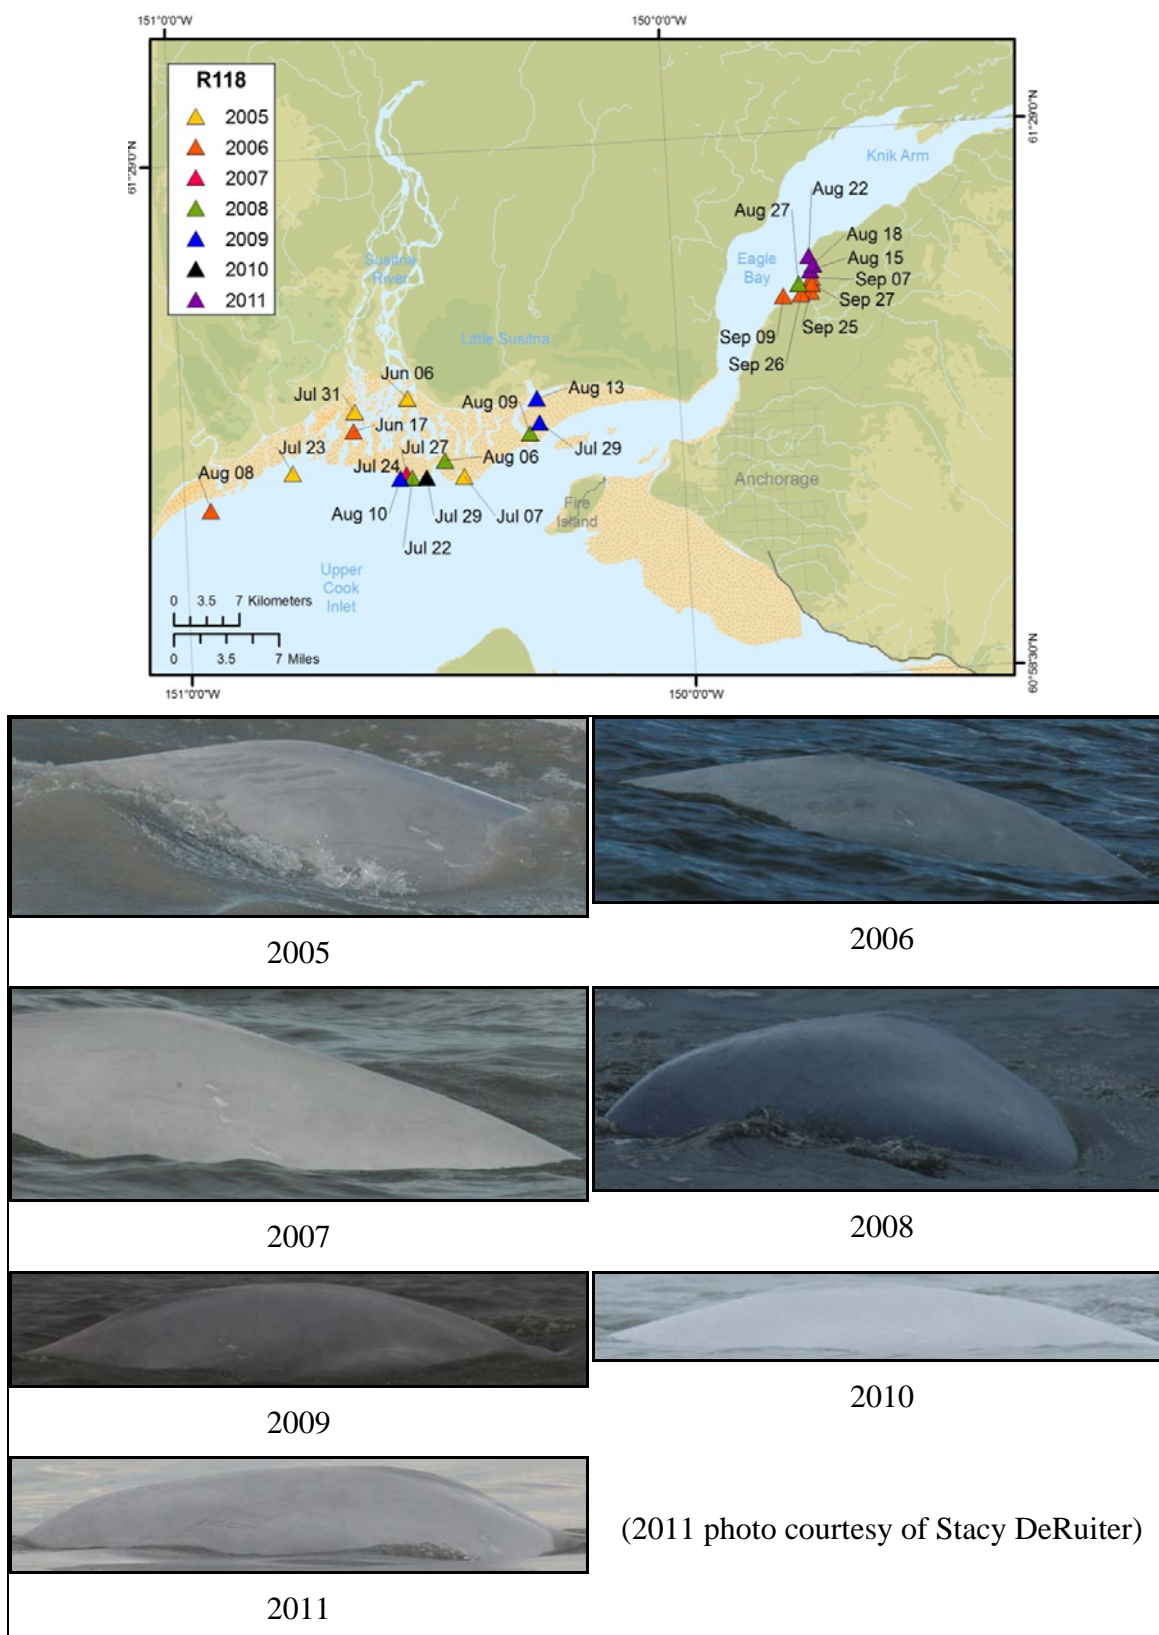 151°0'0"W
150°0'0"W
R118
2005
2006
2007
2008
2009
2010
2011
61°29'0"N
61°29'0"N
Knik Arm
Aug 22
Aug 27
Aug 18
Eagle
Bay
Aug 15
Sep 07
Sep 27
Sep 25
Sep 09
Sep 26
Susitna
River
Little Susitna
Jun 06
Jul 31
Aug 13
Aug 09
Jun 17
Jul 23
Jul 27
Jul 29
Aug 08
Jul 24
Aug 06
Anchorage
Fire
Island
Aug 10
Jul 29
Jul 07
Jul 22
Upper
Cook
Inlet
0 3.5 7 Kilometers
0 3.5 7 Miles
60°58'30"N
151°0'0"W
150°0'0"W
2005
2006
2007
2008
2009
2010
(2011 photo courtesy of Stacy DeRuiter)
2011